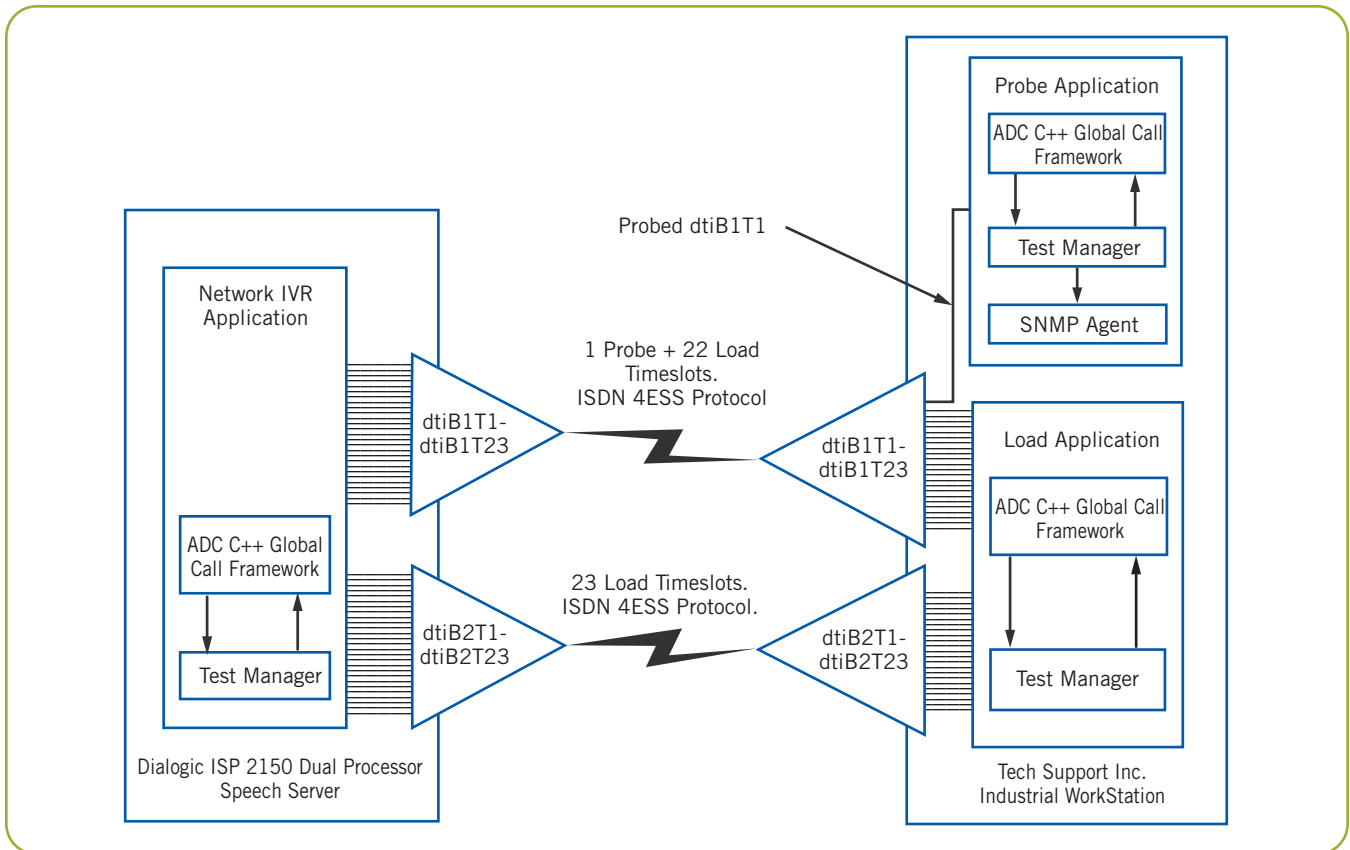 Probe Application
ADC C++ Global Call
Framework
Test Manager
SNMP Agent
Probed dtiB1T1
Network IVR
Application
ADC C++ Global
Call Framework
Test Manager
dtiB1T1-
dtiB1T23
1 Probe + 22 Load
Timeslots.
ISDN 4ESS Protocol
dtiB1T1-
dtiB1T23
Load Application
ADC C++ Global Call
Framework
Test Manager
dtiB2T1-
dtiB2T23
23 Load Timeslots.
ISDN 4ESS Protocol.
dtiB2T1-
dtiB2T23
Dialogic ISP 2150 Dual Processor
Speech Server
Tech Support Inc.
Industrial WorkStation